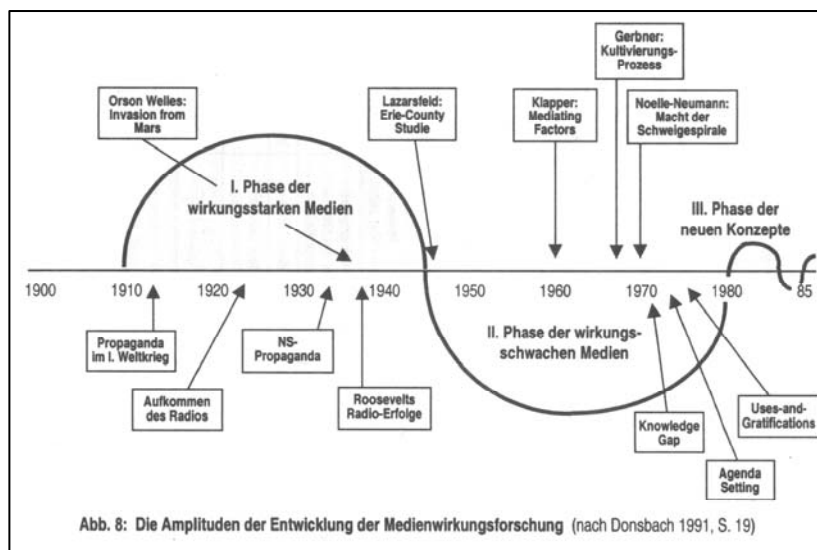 Gerbner:
Kultivierungs-
Prozess
Orson Welles:
Invasion from
Mars
Lazarsfeld:
Erie-County
Studie
Klapper:
Mediating
Factors
Noelle-Neumann:
Macht der
Schweigespirale
I. Phase der
wirkungsstarken Medien
III. Phase der
neuen Konzepte
1900 1910 1920 1930 1940 1950 1960 1970 1980 85
Propaganda
im I. Weltkrieg
NS-
Propaganda
II. Phase der wirkungs-
schwachen Medien
Aufkommen
des Radios
Roosevelts
Radio-Erfolge
Knowledge
Gap
Uses-and-
Gratifications
Agenda
Setting
Abb. 8: Die Amplituden der Entwicklung der Medienwirkungsforschung (nach Donsbach 1991, S. 19)